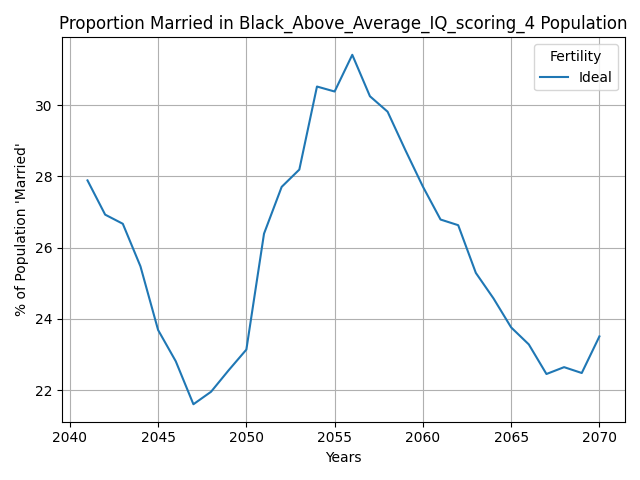 Proportion Married in Black_Above_Average_IQ_scoring_4 Population
Fertility
Ideal
% of Population 'Married'
30
28
26
24
22
2040 2045 2050 2055 2060 2065 2070
Years